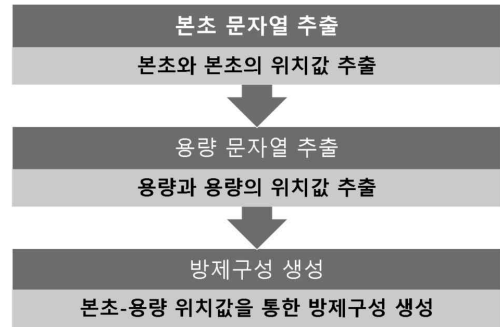 본초 문자열 추출
본초와 본초의 위치값 추출
용량 문자열 추출
용량과 용량의 위치값 추출
방제구성 생성
본초-용량 위치값을 통한 방제구성 생성